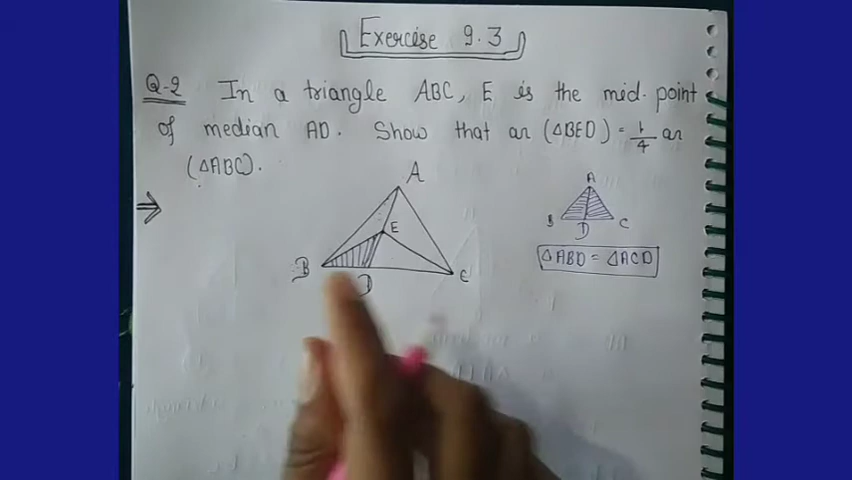 Exercise 9.3
Q-2 In a triangle ABC, E is the mid-point
of median AD. Show that ar (ΔBED) = 1/4 ar
(ΔABC).
⇒
A
E
B
D
C
A
B
D
C
ΔABD = ΔACD